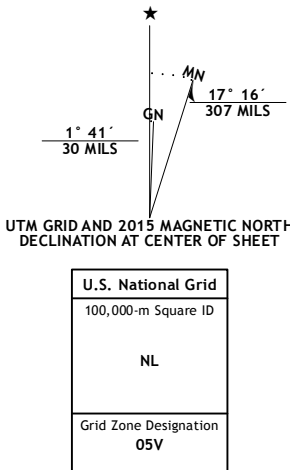 ★
MN
GN
17° 16´
307 MILS
1° 41´
30 MILS
UTM GRID AND 2015 MAGNETIC NORTH
DECLINATION AT CENTER OF SHEET
U.S. National Grid
100,000-m Square ID
NL
Grid Zone Designation
05V